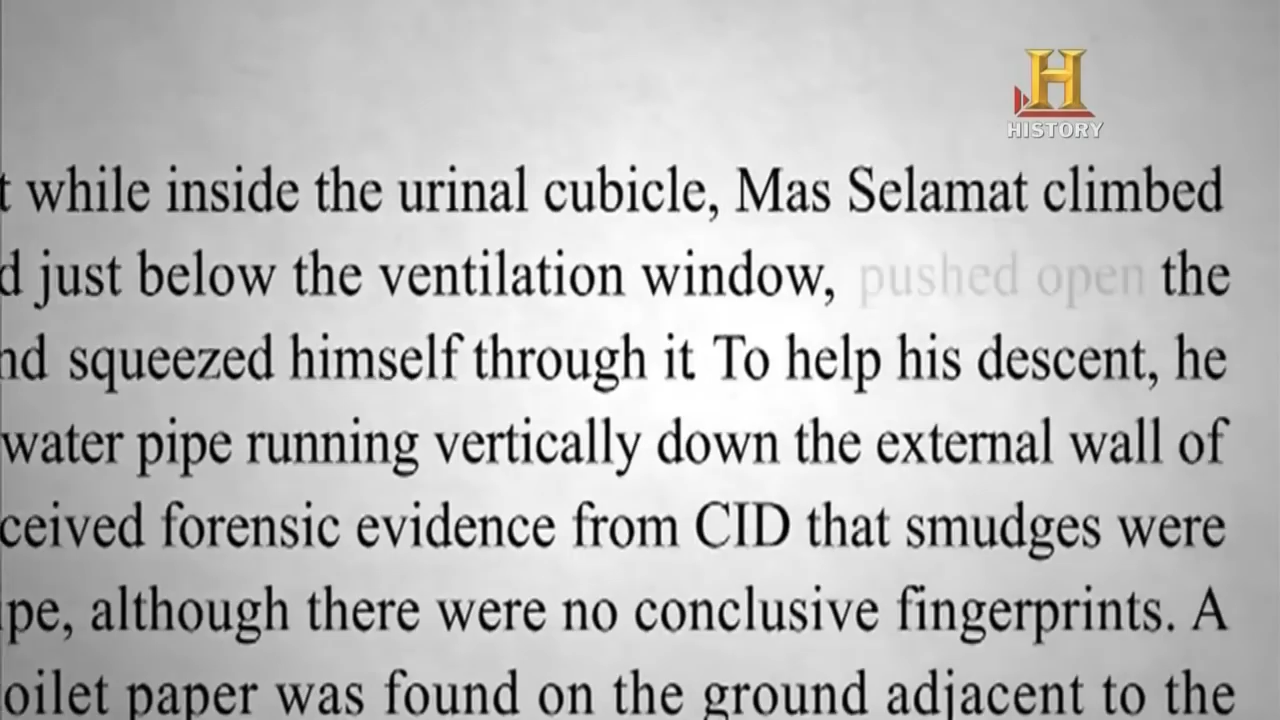 HISTORY
t while inside the urinal cubicle, Mas Selamat climbed
d just below the ventilation window, pushed open the
nd squeezed himself through it To help his descent, he
water pipe running vertically down the external wall of
ceived forensic evidence from CID that smudges were
pe, although there were no conclusive fingerprints. A
oilet paper was found on the ground adjacent to the